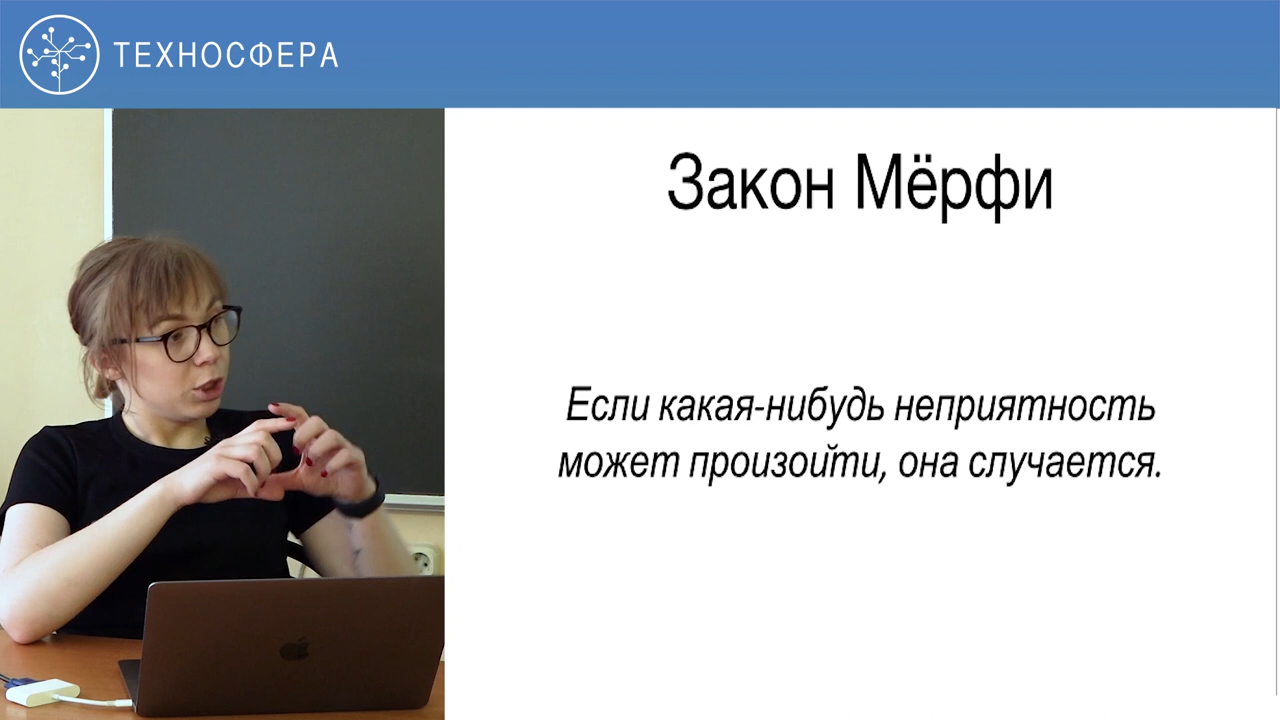 ТЕХНОСФЕРА
Закон Мёрфи
Если какая-нибудь неприятность
может произойти, она случается.